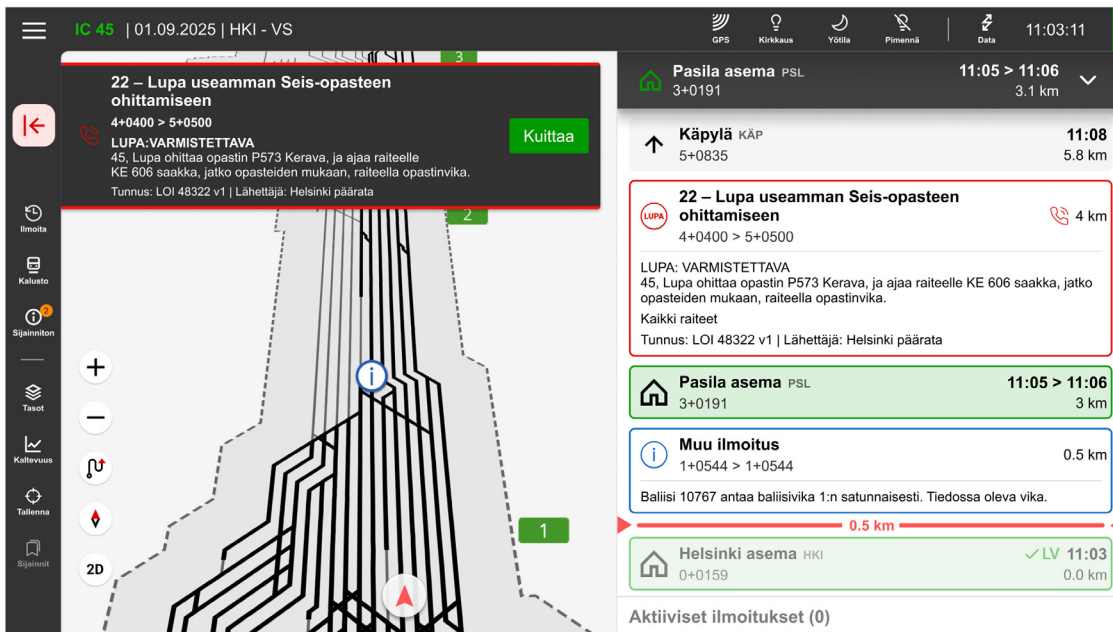 IC 45 | 01.09.2025 | HKI - VS
GPS
Kirkkaus
Yötila
Pimennä
Data
11:03:11
Ilmoita
Kalusto
2
Sijainniton
Tasot
Kaltevuus
Tallenna
Sijainnit
3
22 – Lupa useamman Seis-opasteen
ohittamiseen
4+0400 > 5+0500
LUPA:VARMISTETTAVA
45, Lupa ohittaa opastin P573 Kerava, ja ajaa raiteelle
KE 606 saakka, jatko opasteiden mukaan, raiteella opastinvika.
Tunnus: LOI 48322 v1 | Lähettäjä: Helsinki päärata
Kuittaa
2
1
2D
Pasila asema PSL 11:05 > 11:06
3+0191 3.1 km
Käpylä KÄP 11:08
5+0835 5.8 km
LUPA
22 – Lupa useamman Seis-opasteen
ohittamiseen
4 km
4+0400 > 5+0500
LUPA: VARMISTETTAVA
45, Lupa ohittaa opastin P573 Kerava, ja ajaa raiteelle KE 606 saakka, jatko
opasteiden mukaan, raiteella opastinvika.
Kaikki raiteet
Tunnus: LOI 48322 v1 | Lähettäjä: Helsinki päärata
Pasila asema PSL 11:05 > 11:06
3+0191 3 km
Muu ilmoitus
0.5 km
1+0544 > 1+0544
Baliisi 10767 antaa baliisivika 1:n satunnaisesti. Tiedossa oleva vika.
0.5 km
Helsinki asema HKI LV 11:03
0+0159 0.0 km
Aktiiviset ilmoitukset (0)